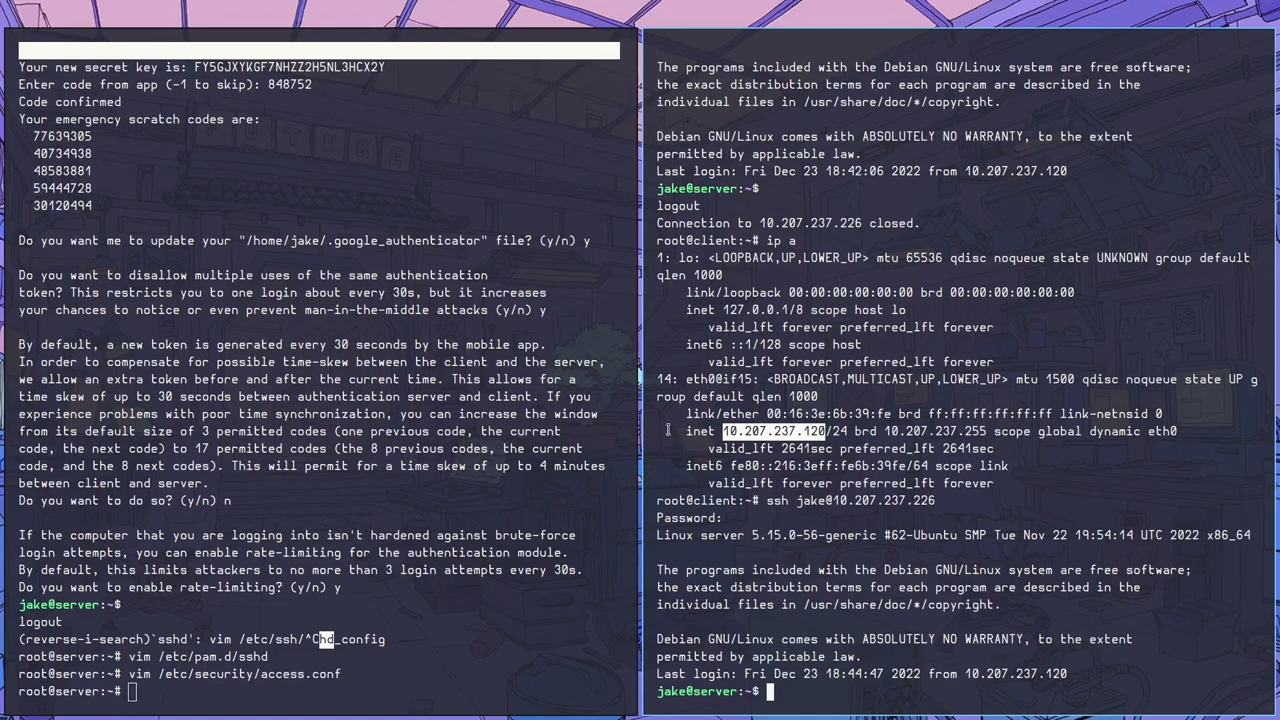 Your new secret key is: FY5GJXYKGF7NHZZ2H5NL3HCX2Y
Enter code from app (-1 to skip): 848752
Code confirmed
Your emergency scratch codes are:
77639305
40734938
48583881
59444728
30120494
Do you want me to update your "/home/jake/.google_authenticator" file? (y/n) y
Do you want to disallow multiple uses of the same authentication
token? This restricts you to one login about every 30s, but it increases
your chances to notice or even prevent man-in-the-middle attacks (y/n) y
By default, a new token is generated every 30 seconds by the mobile app.
In order to compensate for possible time-skew between the client and the server,
we allow an extra token before and after the current time. This allows for a
time skew of up to 30 seconds between authentication server and client. If you
experience problems with poor time synchronization, you can increase the window
from its default size of 3 permitted codes (one previous code, the current
code, the next code) to 17 permitted codes (the 8 previous codes, the current
code, and the 8 next codes). This will permit for a time skew of up to 4 minutes
between client and server.
Do you want to do so? (y/n) n
If the computer that you are logging into isn't hardened against brute-force
login attempts, you can enable rate-limiting for the authentication module.
By default, this limits attackers to no more than 3 login attempts every 30s.
Do you want to enable rate-limiting? (y/n) y
jake@server:~$
logout
(reverse-i-search)`sshd': vim /etc/ssh/^Chd_config
root@server:~# vim /etc/pam.d/sshd
root@server:~# vim /etc/security/access.conf
root@server:~#
The programs included with the Debian GNU/Linux system are free software;
the exact distribution terms for each program are described in the
individual files in /usr/share/doc/*/copyright.
Debian GNU/Linux comes with ABSOLUTELY NO WARRANTY, to the extent
permitted by applicable law.
Last login: Fri Dec 23 18:42:06 2022 from 10.207.237.120
jake@server:~$
logout
Connection to 10.207.237.226 closed.
root@client:~# ip a
1: lo: <LOOPBACK,UP,LOWER_UP> mtu 65536 qdisc noqueue state UNKNOWN group default
qlen 1000
link/loopback 00:00:00:00:00:00 brd 00:00:00:00:00:00
inet 127.0.0.1/8 scope host lo
valid_lft forever preferred_lft forever
inet6 ::1/128 scope host
valid_lft forever preferred_lft forever
14: eth0@if15: <BROADCAST,MULTICAST,UP,LOWER_UP> mtu 1500 qdisc noqueue state UP g
roup default qlen 1000
link/ether 00:16:3e:6b:39:fe brd ff:ff:ff:ff:ff:ff link-netnsid 0
inet 10.207.237.120/24 brd 10.207.237.255 scope global dynamic eth0
valid_lft 2641sec preferred_lft 2641sec
inet6 fe80::216:3eff:fe6b:39fe/64 scope link
valid_lft forever preferred_lft forever
root@client:~# ssh jake@10.207.237.226
Password:
Linux server 5.15.0-56-generic #62-Ubuntu SMP Tue Nov 22 19:54:14 UTC 2022 x86_64
The programs included with the Debian GNU/Linux system are free software;
the exact distribution terms for each program are described in the
individual files in /usr/share/doc/*/copyright.
Debian GNU/Linux comes with ABSOLUTELY NO WARRANTY, to the extent
permitted by applicable law.
Last login: Fri Dec 23 18:44:47 2022 from 10.207.237.120
jake@server:~$